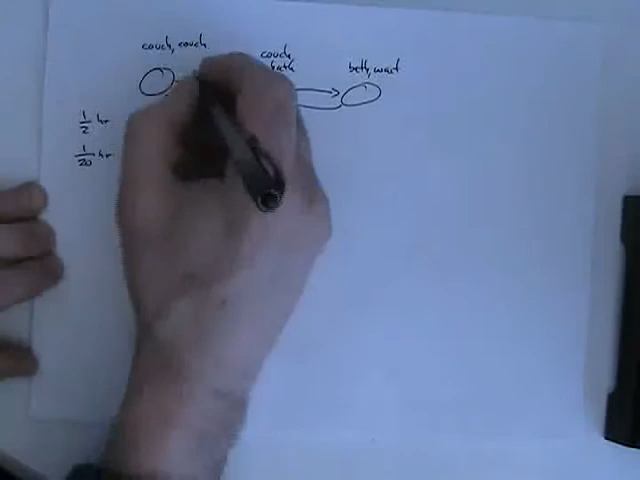 couch, couch
couch
bath
bath, wait
1/2 hr
1/20 hr